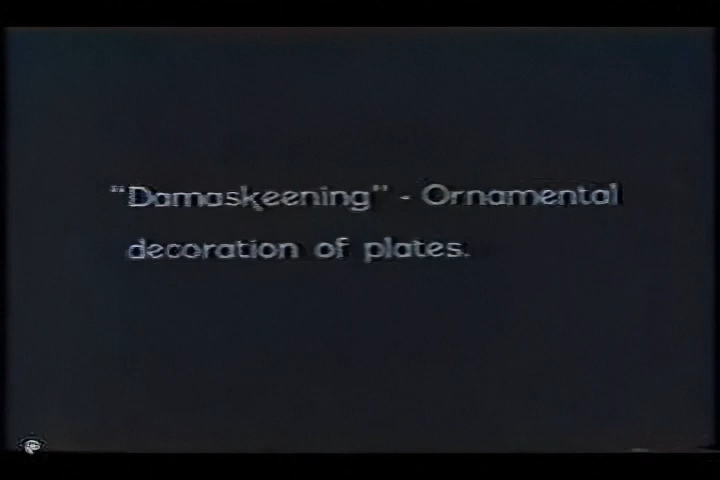 "Damaskeening" - Ornamental
decoration of plates.